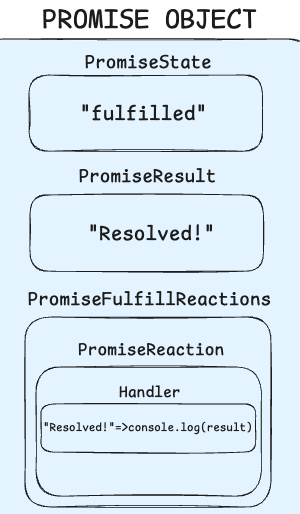 PROMISE OBJECT
PromiseState
"fulfilled"
PromiseResult
"Resolved!"
PromiseFulfillReactions
PromiseReaction
Handler
"Resolved!"=>console.log(result)